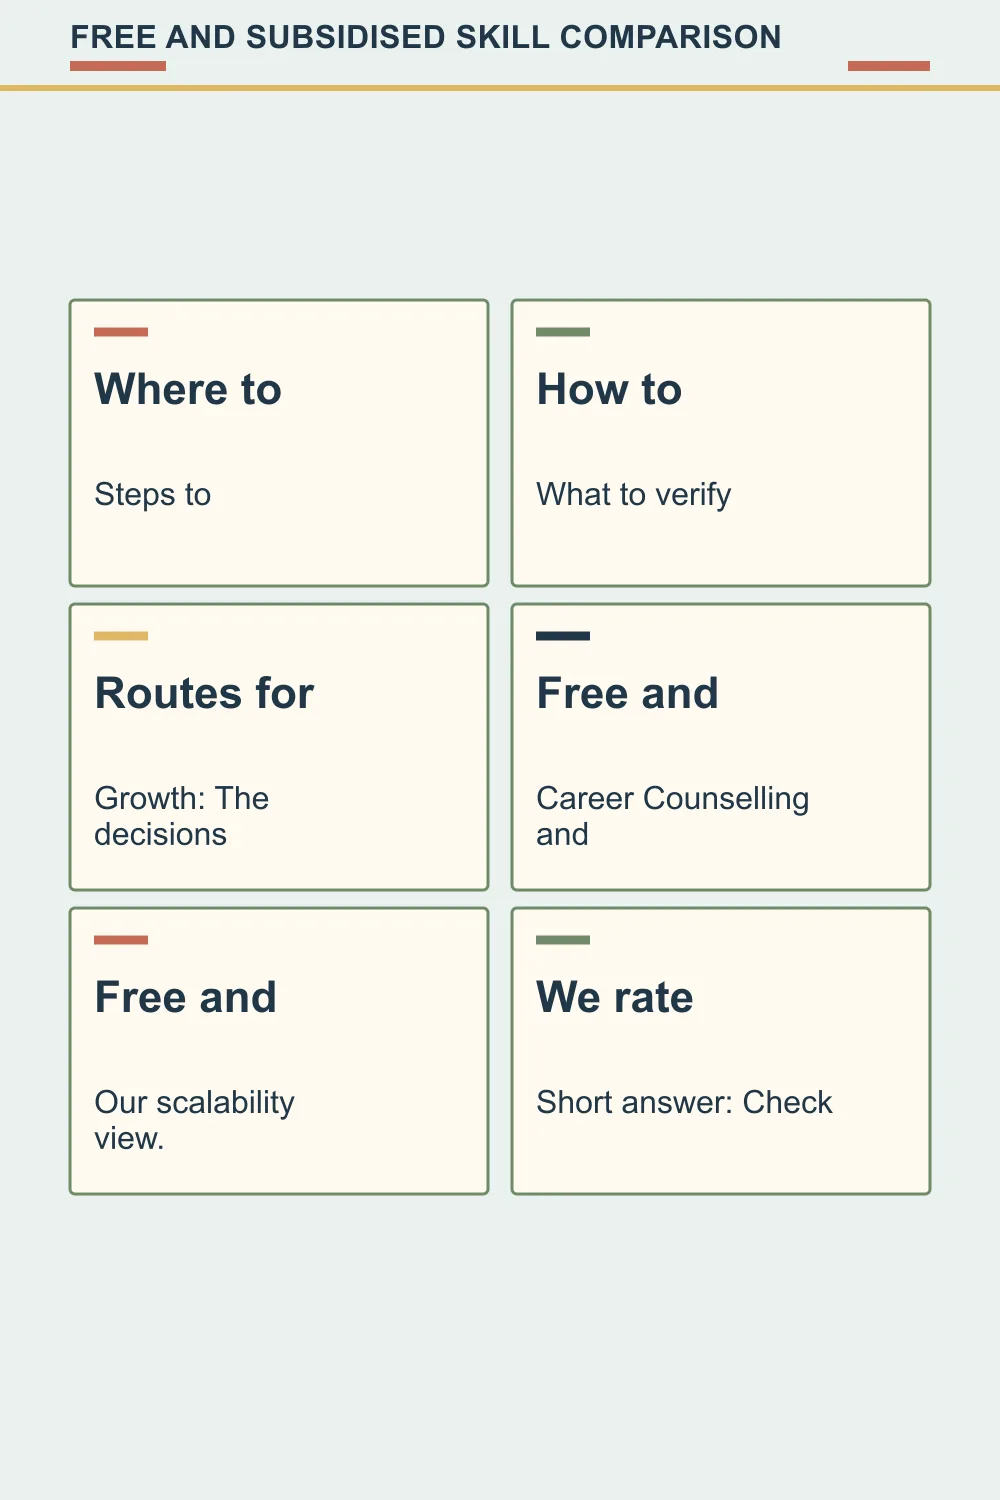 FREE AND SUBSIDISED SKILL COMPARISON
Where to
Steps to
How to
What to verify
Routes for
Growth: The
decisions
Free and
Career Counselling
and
Free and
Our scalability
view.
We rate
Short answer: Check